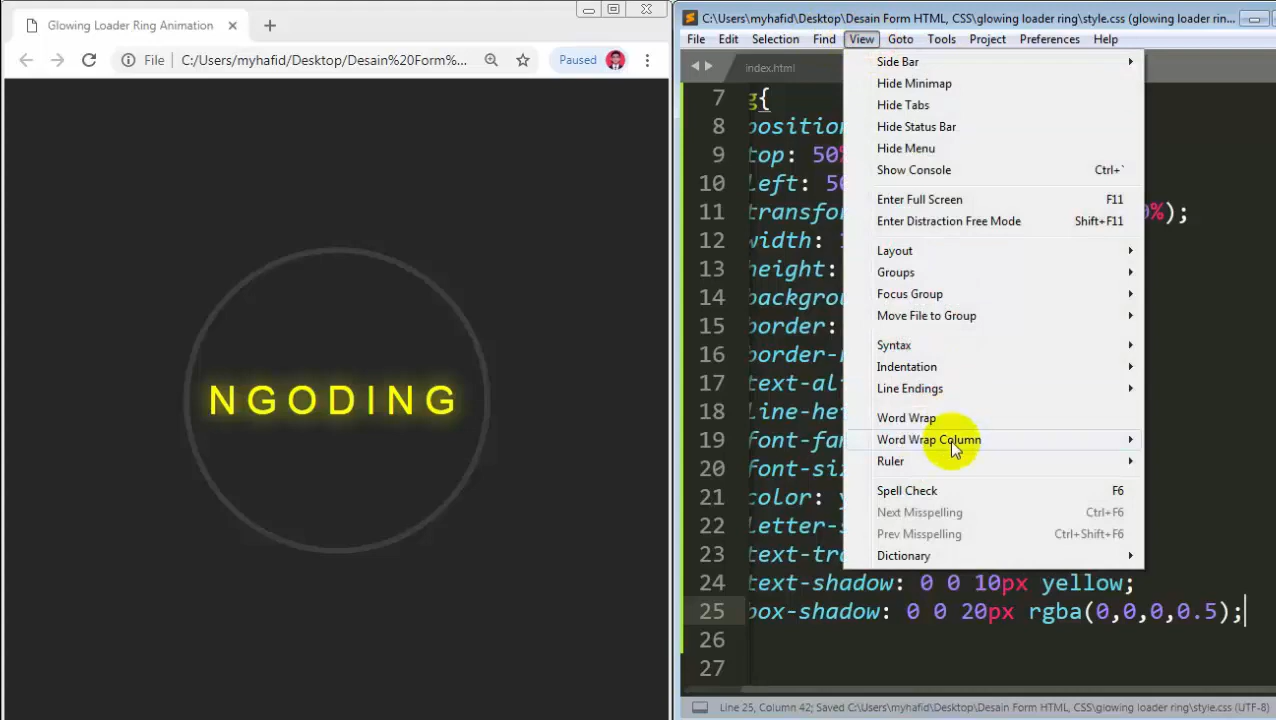 Glowing Loader Ring Animation
File C:/Users/myhafid/Desktop/Desain%20Form%...
Paused
NGODING
C:\Users\myhafid\Desktop\Desain Form HTML, CSS\glowing loader ring\style.css (glowing loader rin...
File Edit Selection Find View Goto Tools Project Preferences Help
index.html
7 g{
8 position
9 top: 50%
10 left: 50
11 transfor %);
12 width:
13 height:
14 backgrou
15 border:
16 border-
17 text-al
18 line-he
19 font-fa
20 font-si
21 color:
22 letter-s
23 text-tra
24 text-shadow: 0 0 10px yellow;
25 box-shadow: 0 0 20px rgba(0,0,0,0.5);
26
27
Side Bar
Hide Minimap
Hide Tabs
Hide Status Bar
Hide Menu
Show Console Ctrl+`
Enter Full Screen F11
Enter Distraction Free Mode Shift+F11
Layout
Groups
Focus Group
Move File to Group
Syntax
Indentation
Line Endings
Word Wrap
Word Wrap Column
Ruler
Spell Check F6
Next Misspelling Ctrl+F6
Prev Misspelling Ctrl+Shift+F6
Dictionary
Line 25, Column 42; Saved C:\Users\myhafid\Desktop\Desain Form HTML, CSS\glowing loader ring\style.css (UTF-8)